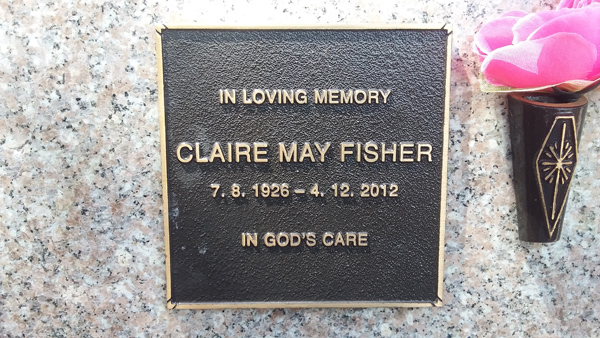 IN LOVING MEMORY
CLAIRE MAY FISHER
7. 8. 1926 – 4. 12. 2012
IN GOD'S CARE